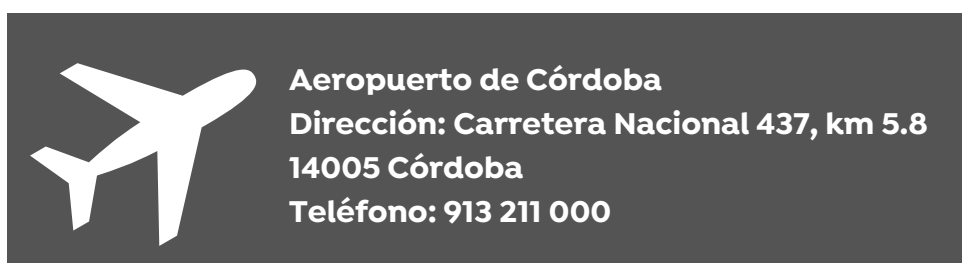 Aeropuerto de Córdoba
Dirección: Carretera Nacional 437, km 5.8
14005 Córdoba
Teléfono: 913 211 000